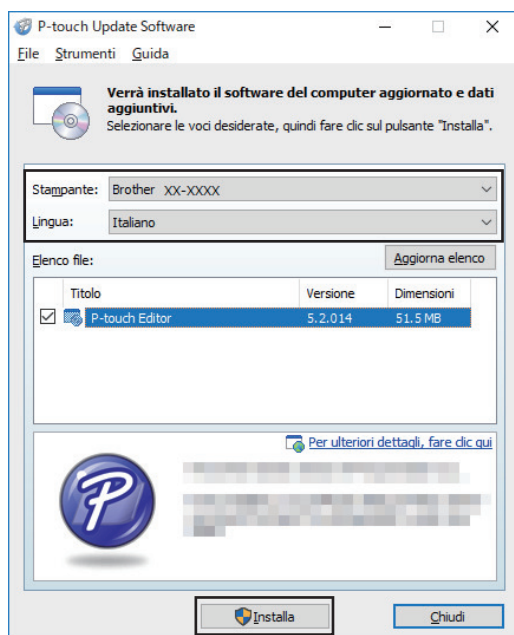 P-touch Update Software
File Strumenti Guida
Verrà installato il software del computer aggiornato e dati
aggiuntivi.
Selezionare le voci desiderate, quindi fare clic sul pulsante "Installa".
Stampante: Brother XX-XXXX
Lingua: Italiano
Elenco file: Aggiorna elenco
Titolo Versione Dimensioni
P-touch Editor 5.2.014 51.5 MB
Per ulteriori dettagli, fare clic qui
P
Installa Chiudi